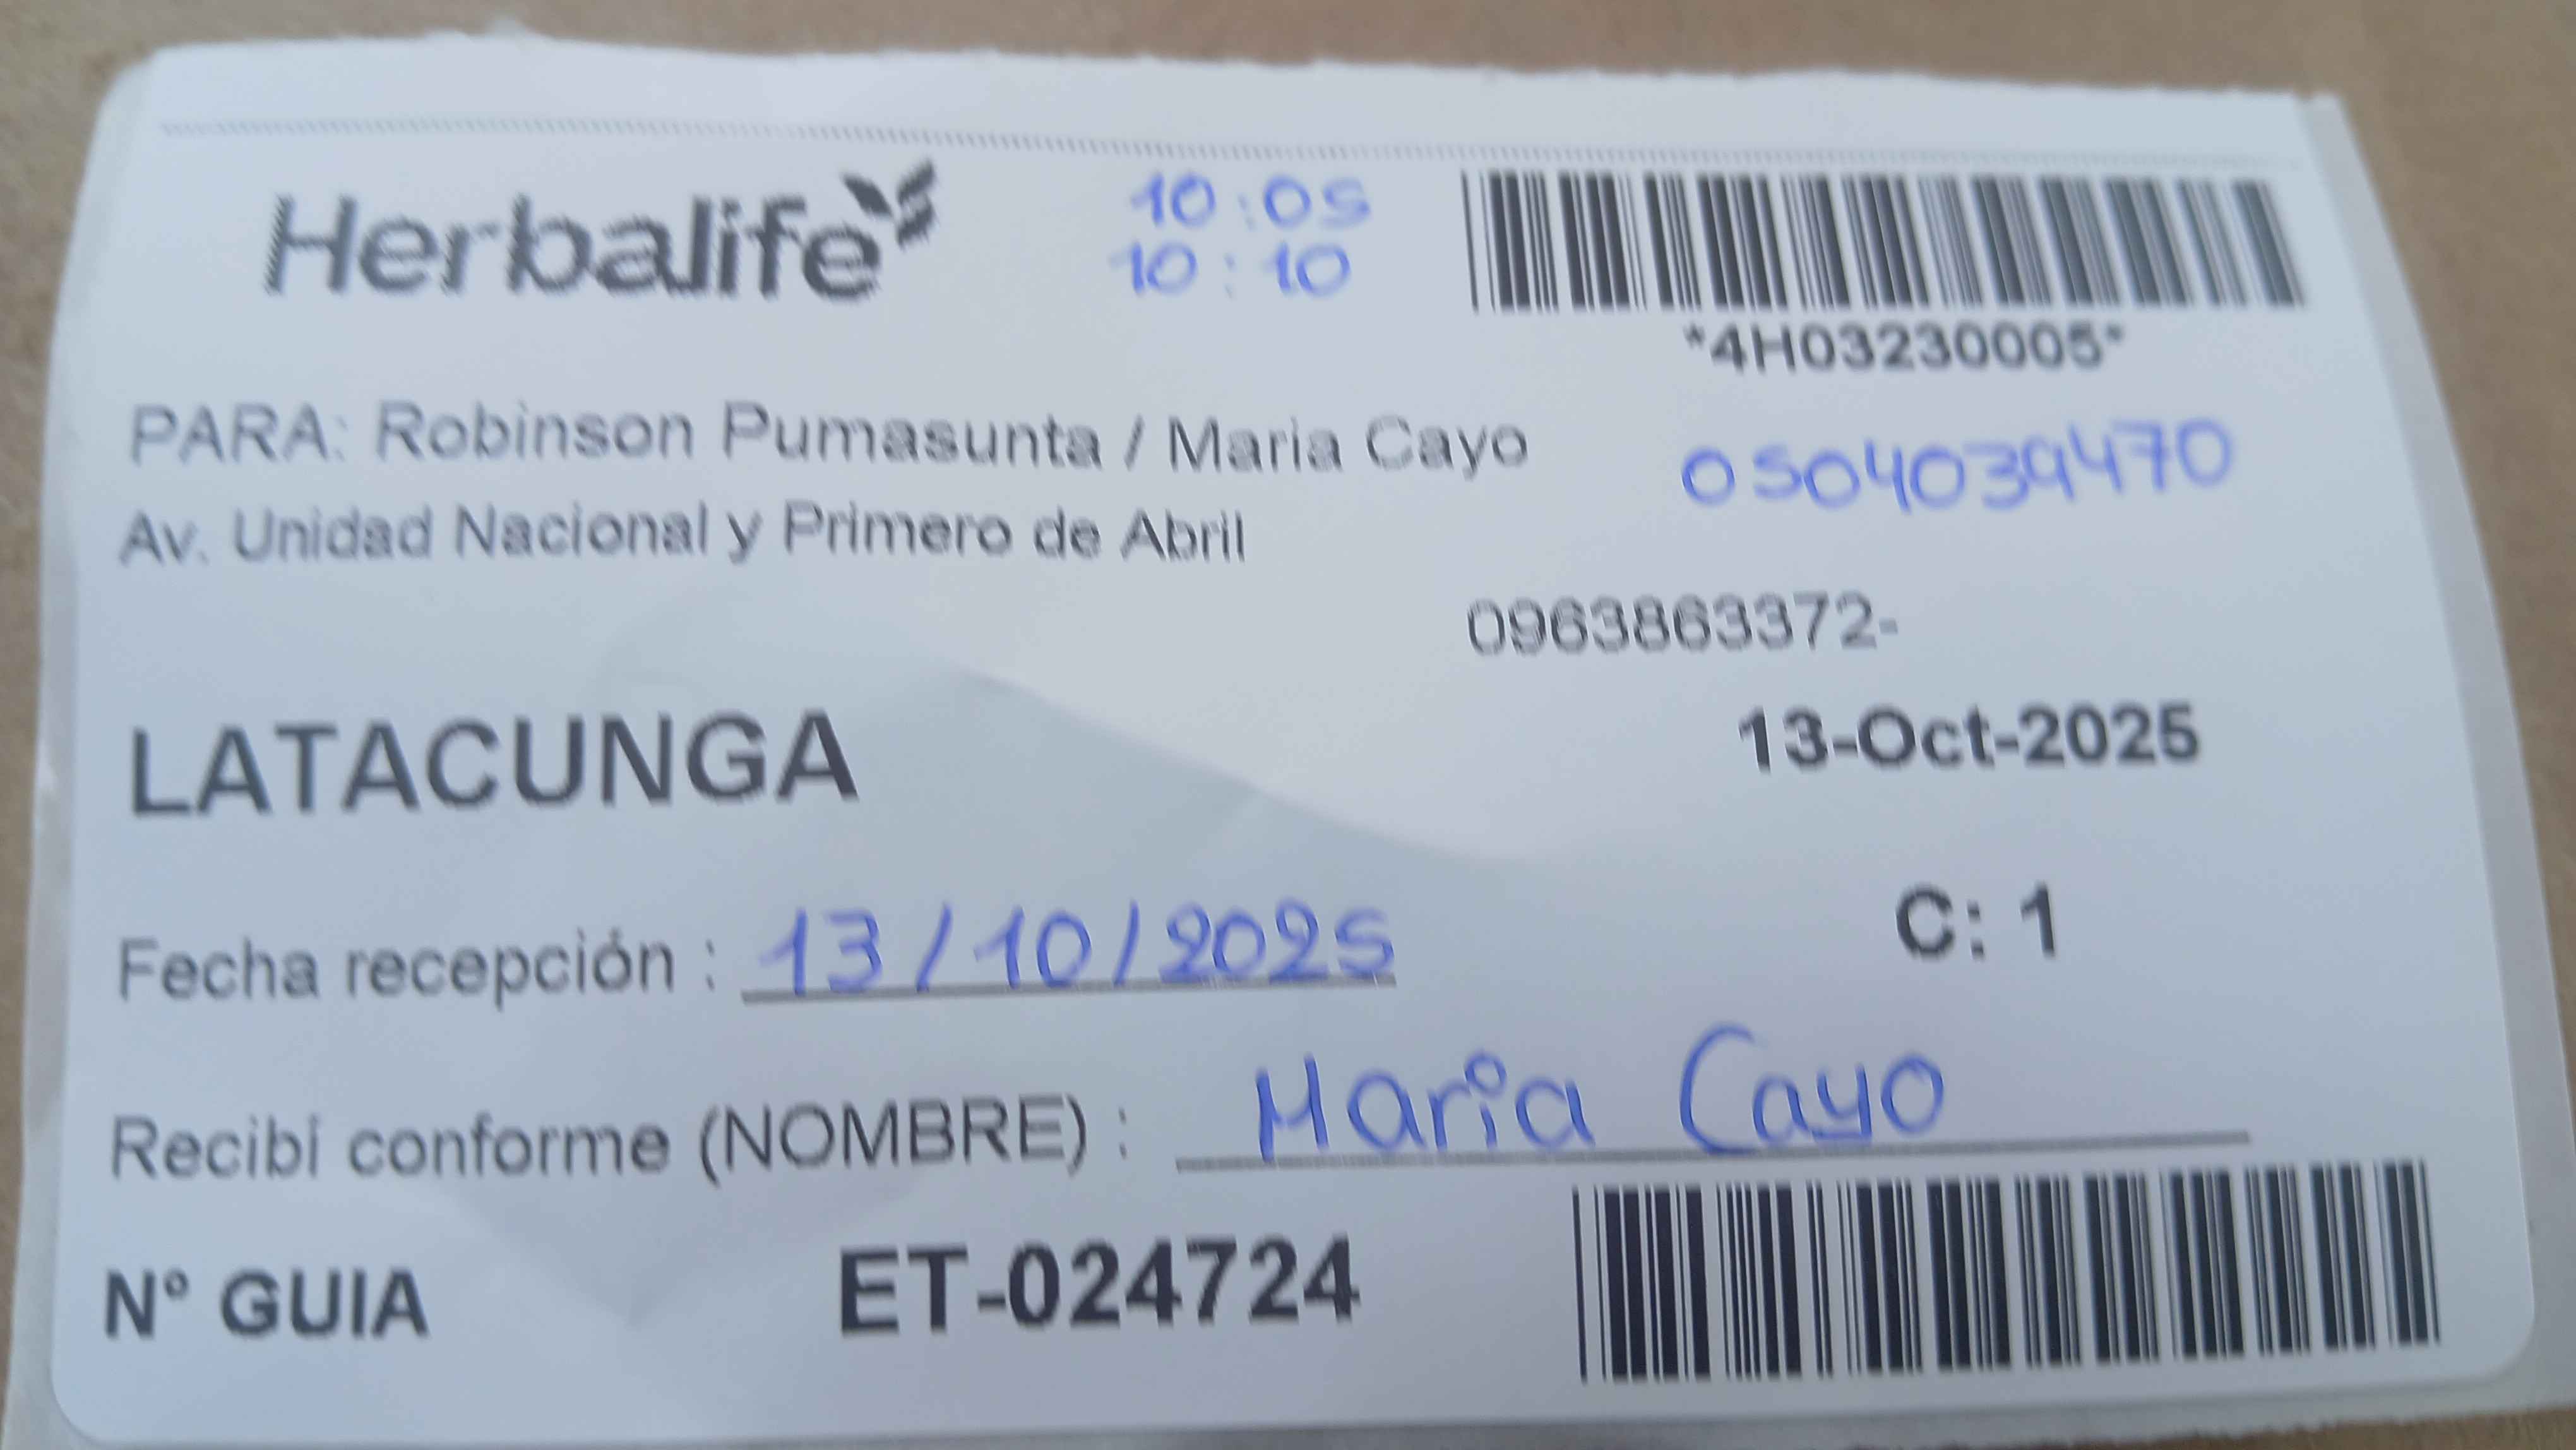 Herbalife
10:05
10:10
*4H03230005*
PARA: Robinson Pumasunta / Maria Cayo
0504039470
Av. Unidad Nacional y Primero de Abril
0963863372-
LATACUNGA
13-Oct-2025
Fecha recepción : 13/10/2025
C: 1
Recibí conforme (NOMBRE) : Maria Cayo
N° GUIA ET-024724